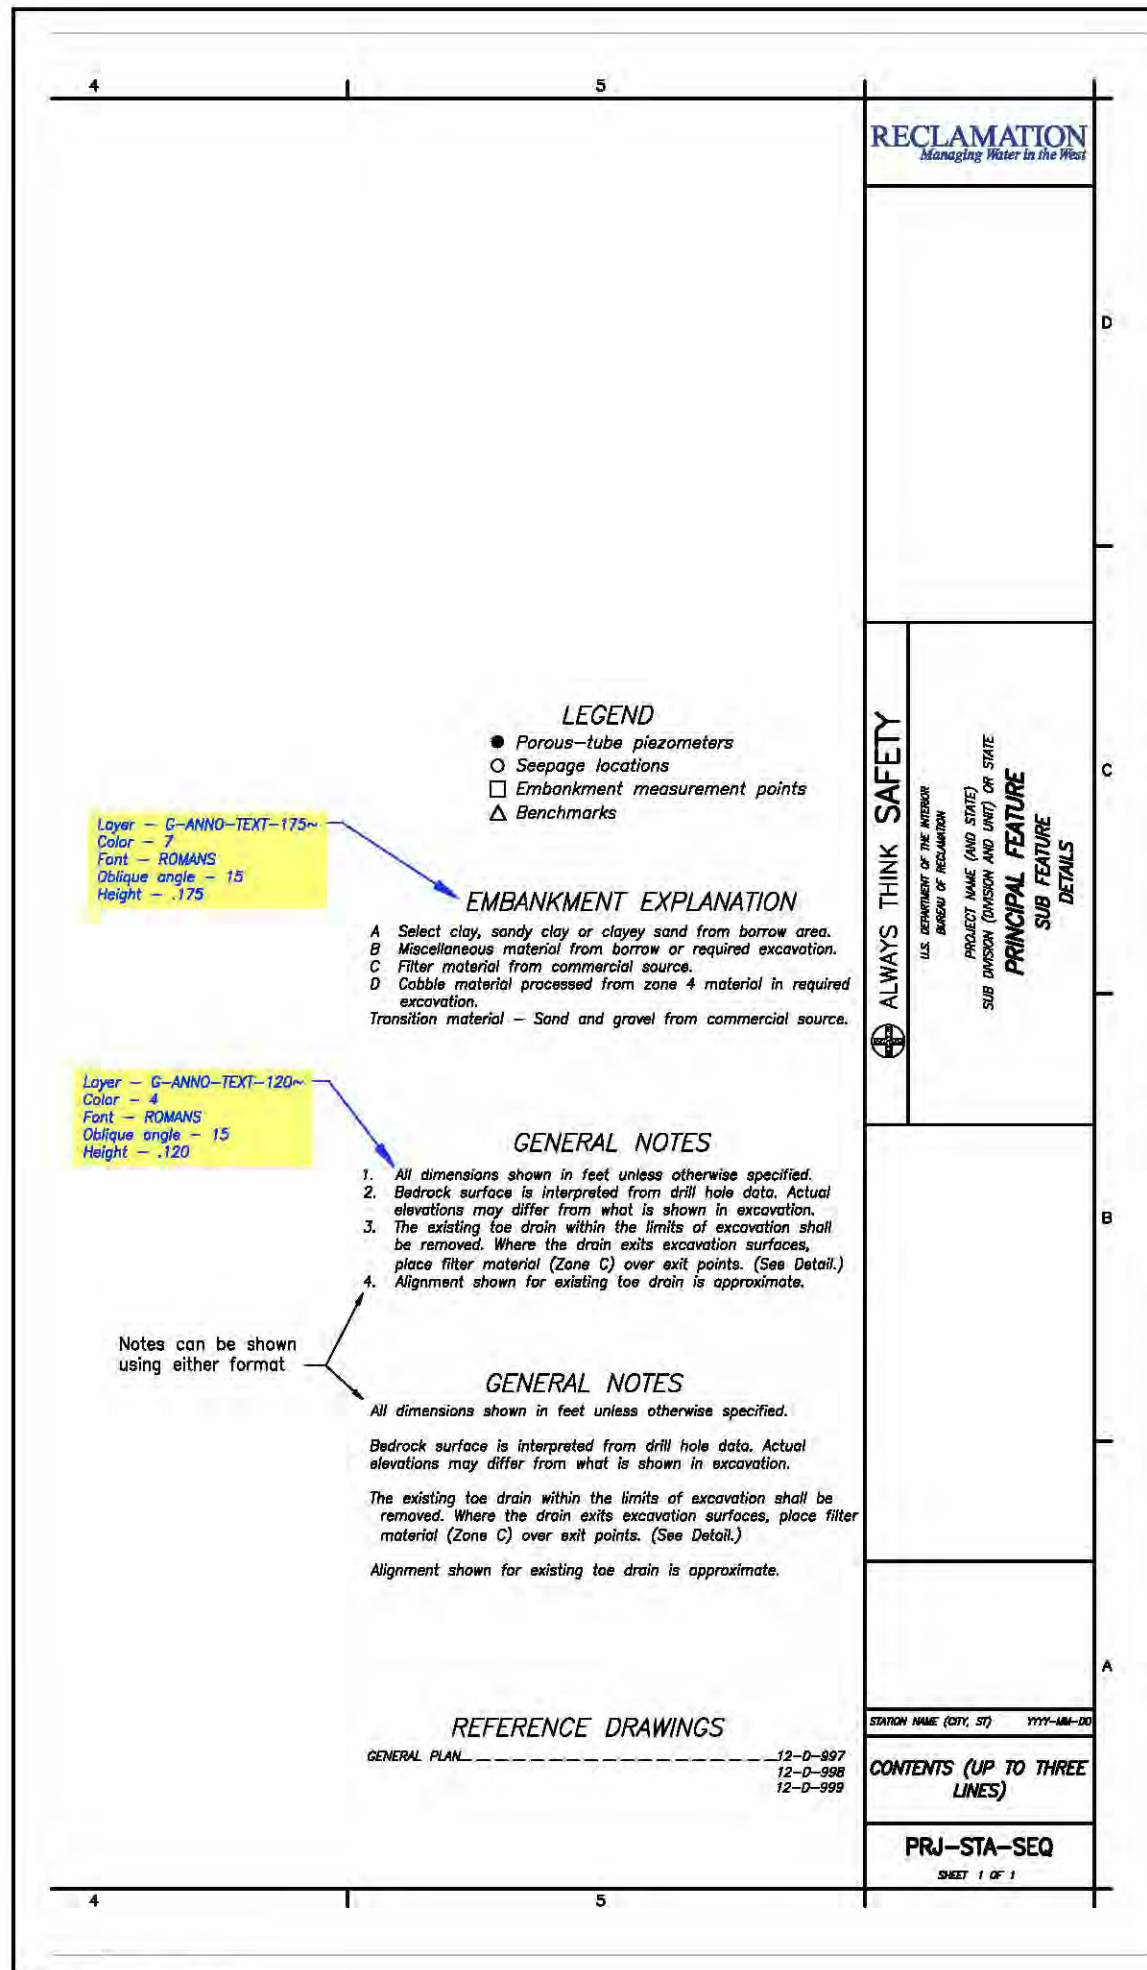 4 5
RECLAMATION
Managing Water in the West
D
LEGEND
Porous-tube piezometers
Seepage locations
Embankment measurement points
Benchmarks
C
Layer - G-ANNO-TEXT-175~
Color - 7
Font - ROMANS
Oblique angle - 15
Height - .175
EMBANKMENT EXPLANATION
A Select clay, sandy clay or clayey sand from borrow area.
B Miscellaneous material from borrow or required excavation.
C Filter material from commercial source.
D Cobble material processed from zone 4 material in required
excavation.
Transition material - Sand and gravel from commercial source.
ALWAYS THINK SAFETY
U.S. DEPARTMENT OF THE INTERIOR
BUREAU OF RECLAMATION
PROJECT NAME (AND STATE)
SUB DIVISION (DIVISION AND UNIT) OR STATE
PRINCIPAL FEATURE
SUB FEATURE
DETAILS
Layer - G-ANNO-TEXT-120~
Color - 4
Font - ROMANS
Oblique angle - 15
Height - .120
GENERAL NOTES
1. All dimensions shown in feet unless otherwise specified.
2. Bedrock surface is interpreted from drill hole data. Actual
elevations may differ from what is shown in excavation.
3. The existing toe drain within the limits of excavation shall
be removed. Where the drain exits excavation surfaces,
place filter material (Zone C) over exit points. (See Detail.)
4. Alignment shown for existing toe drain is approximate.
B
Notes can be shown
using either format
GENERAL NOTES
All dimensions shown in feet unless otherwise specified.
Bedrock surface is interpreted from drill hole data. Actual
elevations may differ from what is shown in excavation.
The existing toe drain within the limits of excavation shall be
removed. Where the drain exits excavation surfaces, place filter
material (Zone C) over exit points. (See Detail.)
Alignment shown for existing toe drain is approximate.
A
REFERENCE DRAWINGS
GENERAL PLAN_ _ _ _ _ _ _ _ _ _ _ _ _ _ _ _ _ _12-D-997
12-D-998
12-D-999
STATION NAME (CITY, ST) YYYY-MM-DD
CONTENTS (UP TO THREE
LINES)
PRJ-STA-SEQ
SHEET 1 OF 1
4 5